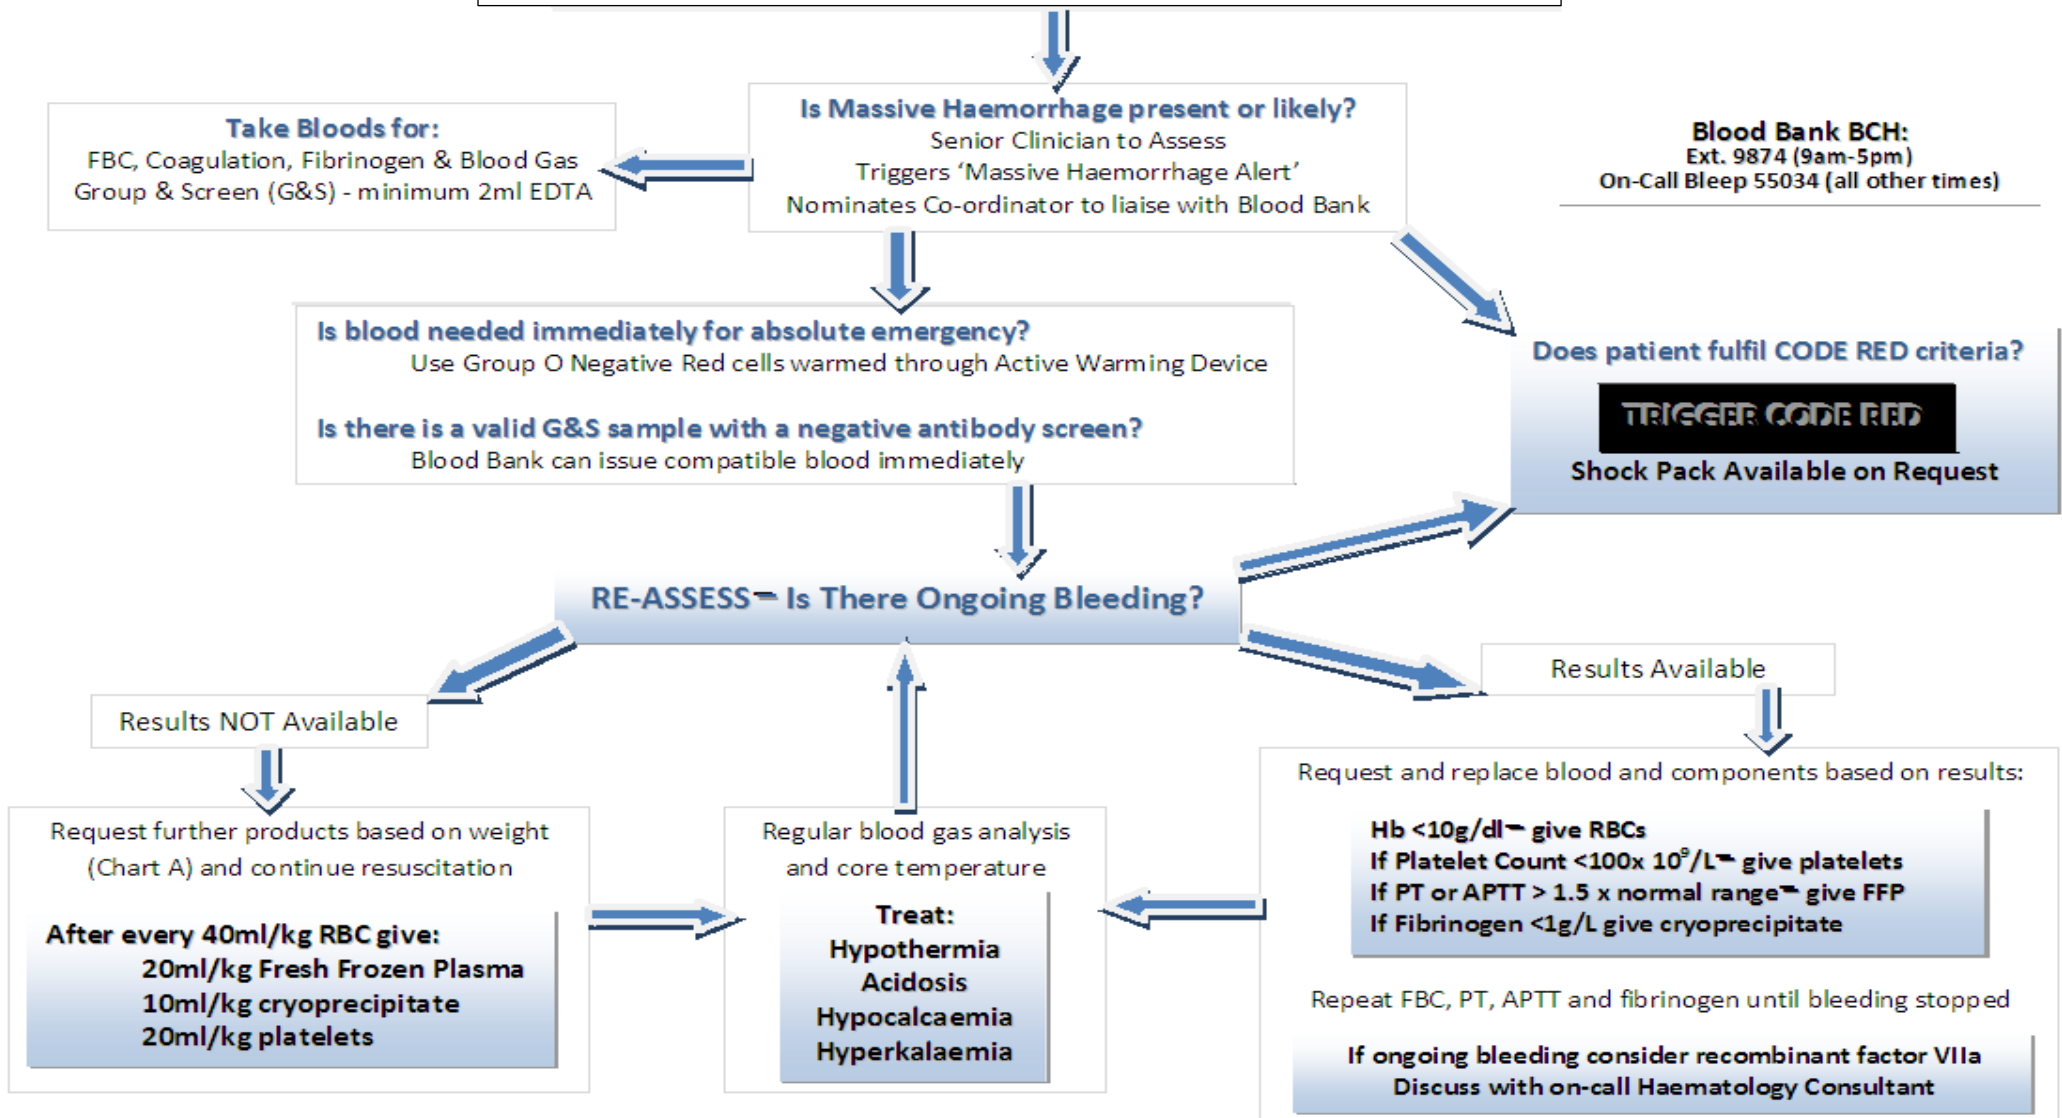 Is Massive Haemorrhage present or likely?
Senior Clinician to Assess
Triggers ‘Massive Haemorrhage Alert’
Nominates Co-ordinator to liaise with Blood Bank
Take Bloods for:
FBC, Coagulation, Fibrinogen & Blood Gas
Group & Screen (G&S) - minimum 2ml EDTA
Blood Bank BCH:
Ext. 9874 (9am-5pm)
On-Call Bleep 55034 (all other times)
Is blood needed immediately for absolute emergency?
Use Group O Negative Red cells warmed through Active Warming Device
Is there is a valid G&S sample with a negative antibody screen?
Blood Bank can issue compatible blood immediately
Does patient fulfil CODE RED criteria?
TRIGGER CODE RED
Shock Pack Available on Request
RE-ASSESS – Is There Ongoing Bleeding?
Results NOT Available
Request further products based on weight
(Chart A) and continue resuscitation
After every 40ml/kg RBC give:
20ml/kg Fresh Frozen Plasma
10ml/kg cryoprecipitate
20ml/kg platelets
Regular blood gas analysis
and core temperature
Treat:
Hypothermia
Acidosis
Hypocalcaemia
Hyperkalaemia
Results Available
Request and replace blood and components based on results:
Hb <10g/dl – give RBCs
If Platelet Count <100x 10⁹/L – give platelets
If PT or APTT > 1.5 x normal range – give FFP
If Fibrinogen <1g/L give cryoprecipitate
Repeat FBC, PT, APTT and fibrinogen until bleeding stopped
If ongoing bleeding consider recombinant factor VIIa
Discuss with on-call Haematology Consultant